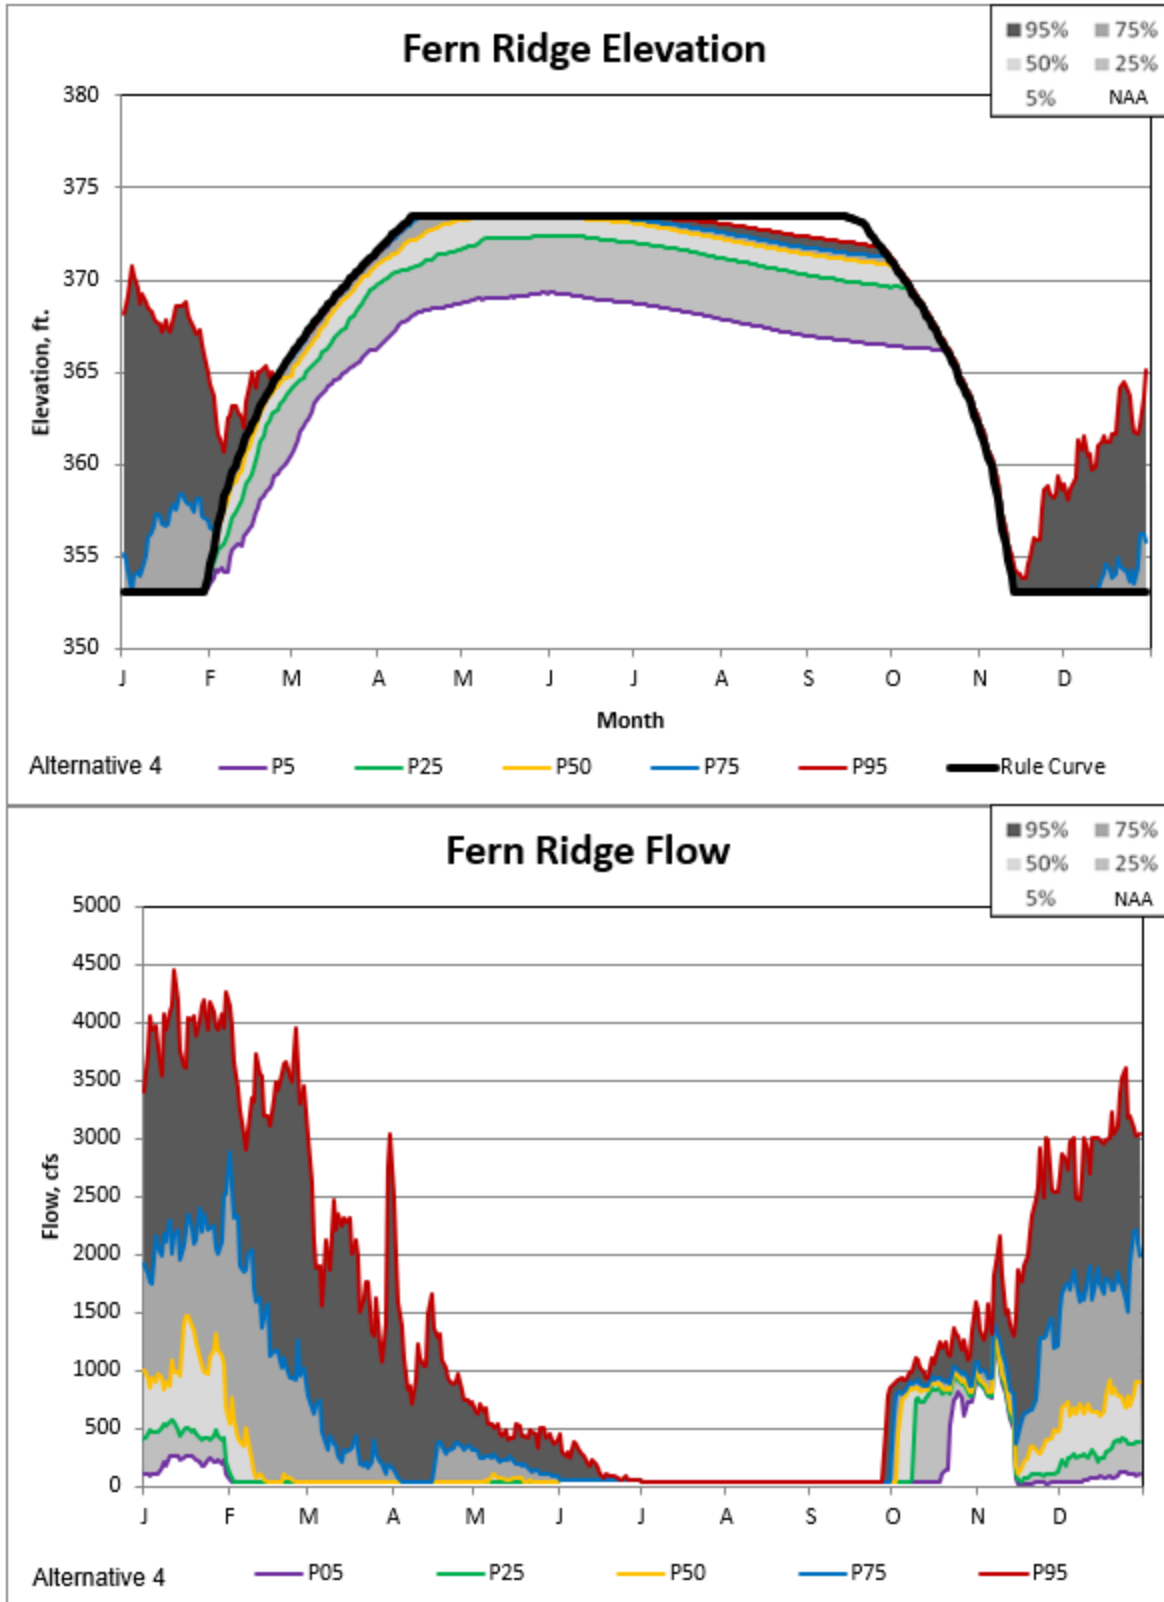 Fern Ridge Elevation
95% 75%
50% 25%
5% NAA
380
375
370
365
360
355
350
Elevation, ft.
J F M A M J J A S O N D
Month
Alternative 4 P5 P25 P50 P75 P95 Rule Curve
Fern Ridge Flow
95% 75%
50% 25%
5% NAA
5000
4500
4000
3500
3000
2500
2000
1500
1000
500
0
Flow, cfs
J F M A M J J A S O N D
Alternative 4 P05 P25 P50 P75 P95